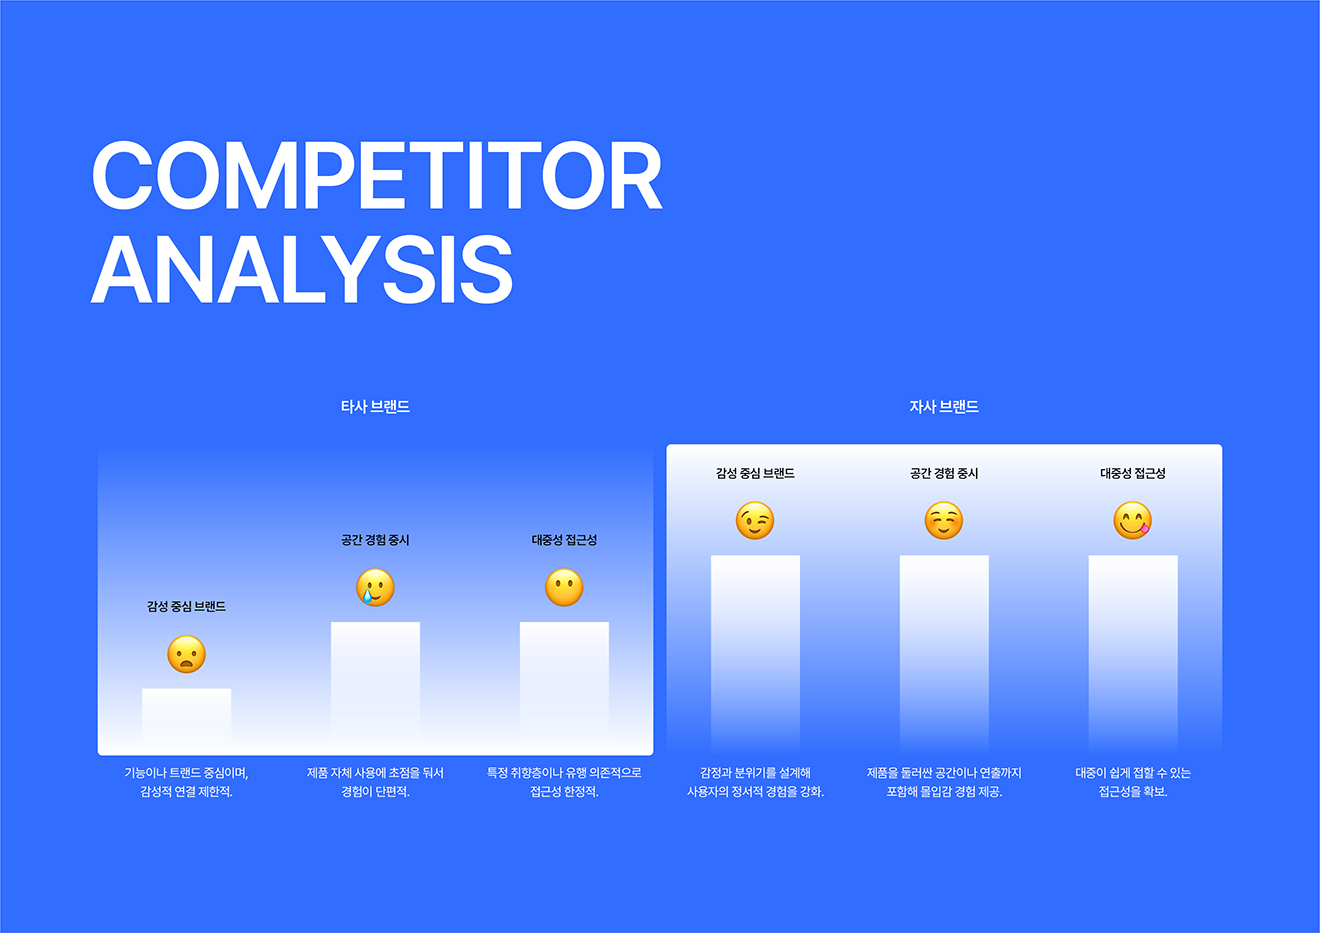 COMPETITOR
ANALYSIS
타사 브랜드
감성 중심 브랜드
공간 경험 중시
대중성 접근성
기능이나 트랜드 중심이며,
감성적 연결 제한적.
제품 자체 사용에 초점을 둬서
경험이 단편적.
특정 취향층이나 유행 의존적으로
접근성 한정적.
자사 브랜드
감성 중심 브랜드
공간 경험 중시
대중성 접근성
감정과 분위기를 설계해
사용자의 정서적 경험을 강화.
제품을 둘러싼 공간이나 연출까지
포함해 몰입감 경험 제공.
대중이 쉽게 접할 수 있는
접근성을 확보.